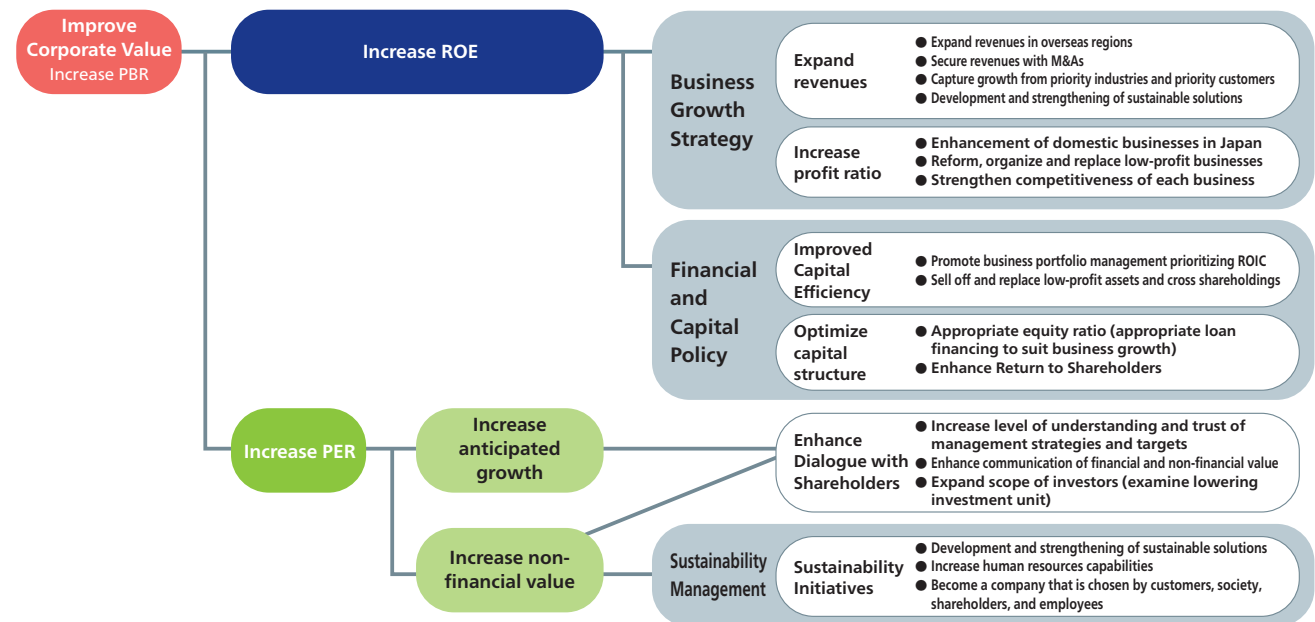 Improve
Corporate Value
Increase PBR
Increase ROE
Business
Growth
Strategy
Expand
revenues
● Expand revenues in overseas regions
● Secure revenues with M&As
● Capture growth from priority industries and priority customers
● Development and strengthening of sustainable solutions
Increase
profit ratio
● Enhancement of domestic businesses in Japan
● Reform, organize and replace low-profit businesses
● Strengthen competitiveness of each business
Financial
and
Capital
Policy
Improved
Capital
Efficiency
● Promote business portfolio management prioritizing ROIC
● Sell off and replace low-profit assets and cross shareholdings
Optimize
capital
structure
● Appropriate equity ratio (appropriate loan
financing to suit business growth)
● Enhance Return to Shareholders
Increase PER
Increase
anticipated
growth
Enhance
Dialogue with
Shareholders
● Increase level of understanding and trust of
management strategies and targets
● Enhance communication of financial and non-financial value
● Expand scope of investors (examine lowering
investment unit)
Increase non-
financial value
Sustainability
Management
Sustainability
Initiatives
● Development and strengthening of sustainable solutions
● Increase human resources capabilities
● Become a company that is chosen by customers, society,
shareholders, and employees